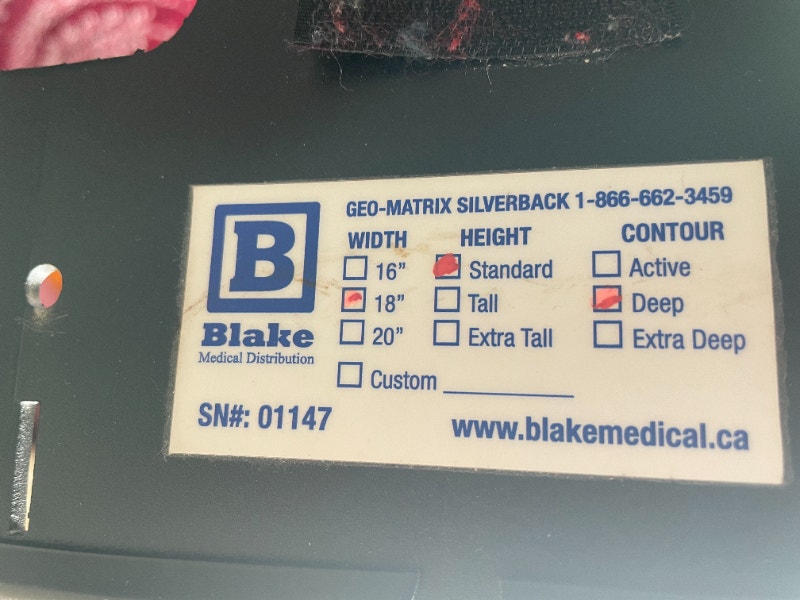 GEO-MATRIX SILVERBACK 1-866-662-3459
B
Blake
Medical Distribution
WIDTH HEIGHT CONTOUR
16" Standard Active
18" Tall Deep
20" Extra Tall Extra Deep
Custom
SN#: 01147
www.blakemedical.ca